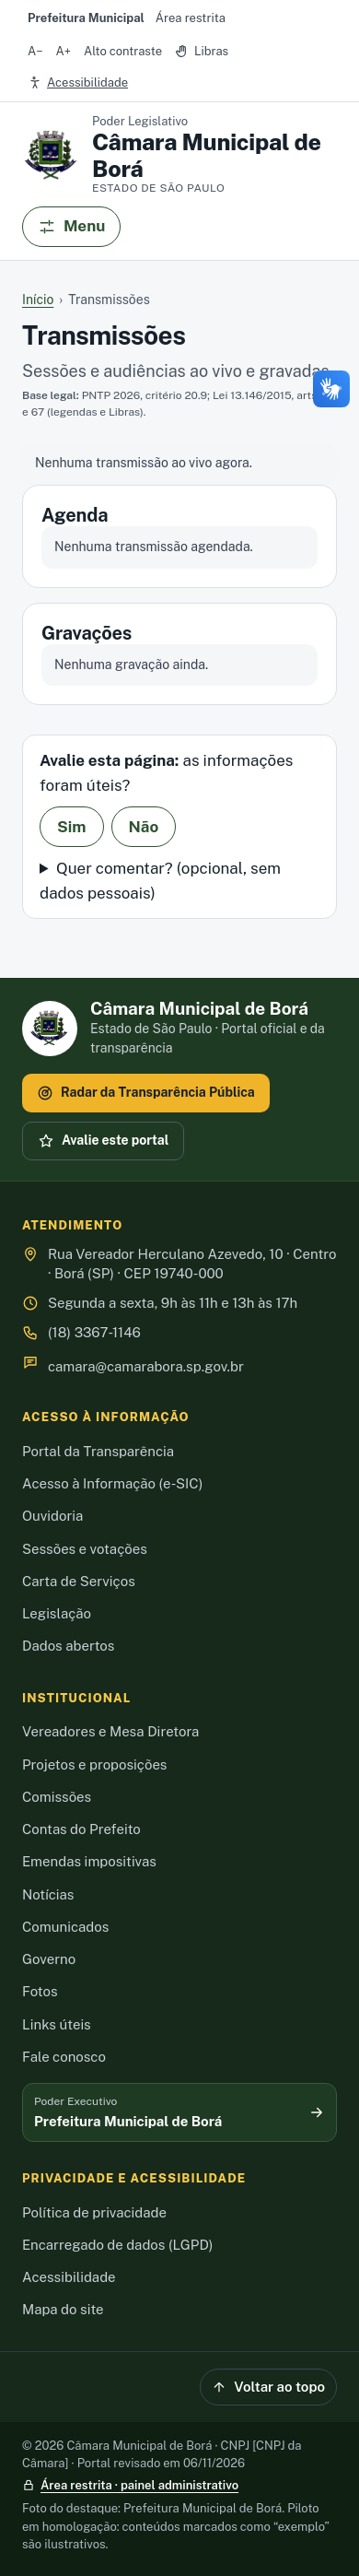 Prefeitura Municipal Área restrita
A− A+ Alto contraste Libras
Acessibilidade
Poder Legislativo
Câmara Municipal de
Borá
ESTADO DE SÃO PAULO
Menu
Início › Transmissões
Transmissões
Sessões e audiências ao vivo e gravadas
Base legal: PNTP 2026, critério 20.9; Lei 13.146/2015, arts
e 67 (legendas e Libras).
Nenhuma transmissão ao vivo agora.
Agenda
Nenhuma transmissão agendada.
Gravações
Nenhuma gravação ainda.
Avalie esta página: as informações
foram úteis?
Sim Não
Quer comentar? (opcional, sem
dados pessoais)
Câmara Municipal de Borá
Estado de São Paulo · Portal oficial e da
transparência
Radar da Transparência Pública
Avalie este portal
ATENDIMENTO
Rua Vereador Herculano Azevedo, 10 · Centro
· Borá (SP) · CEP 19740-000
Segunda a sexta, 9h às 11h e 13h às 17h
(18) 3367-1146
camara@camarabora.sp.gov.br
ACESSO À INFORMAÇÃO
Portal da Transparência
Acesso à Informação (e-SIC)
Ouvidoria
Sessões e votações
Carta de Serviços
Legislação
Dados abertos
INSTITUCIONAL
Vereadores e Mesa Diretora
Projetos e proposições
Comissões
Contas do Prefeito
Emendas impositivas
Notícias
Comunicados
Governo
Fotos
Links úteis
Fale conosco
Poder Executivo
Prefeitura Municipal de Borá
PRIVACIDADE E ACESSIBILIDADE
Política de privacidade
Encarregado de dados (LGPD)
Acessibilidade
Mapa do site
Voltar ao topo
© 2026 Câmara Municipal de Borá · CNPJ [CNPJ da
Câmara] · Portal revisado em 06/11/2026
Área restrita · painel administrativo
Foto do destaque: Prefeitura Municipal de Borá. Piloto
em homologação: conteúdos marcados como “exemplo”
são ilustrativos.